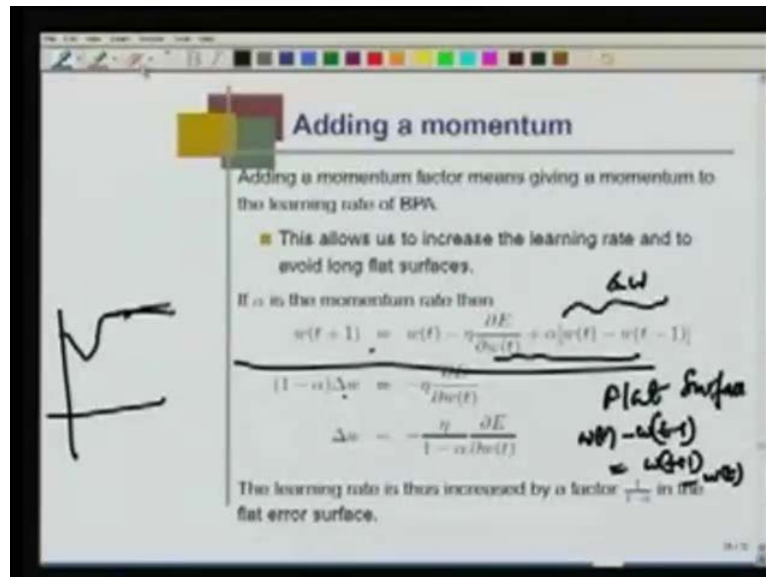 Adding a momentum
Adding a momentum factor means giving a momentum to
the learning rate of BPA
This allows us to increase the learning rate and to
avoid long flat surfaces.
Δw
If α is the momentum rate then
w(t + 1) = w(t) − η ∂E/∂w(t) + α[w(t) − w(t − 1)]
(1 − α)Δw = −η ∂E/∂w(t)
flat Surface
Δw = − η/(1 − α) ∂E/∂w(t)
w(t) − w(t-1)
= w(t+1) − w(t)
The learning rate is thus increased by a factor 1/(1−α) in the
flat error surface.